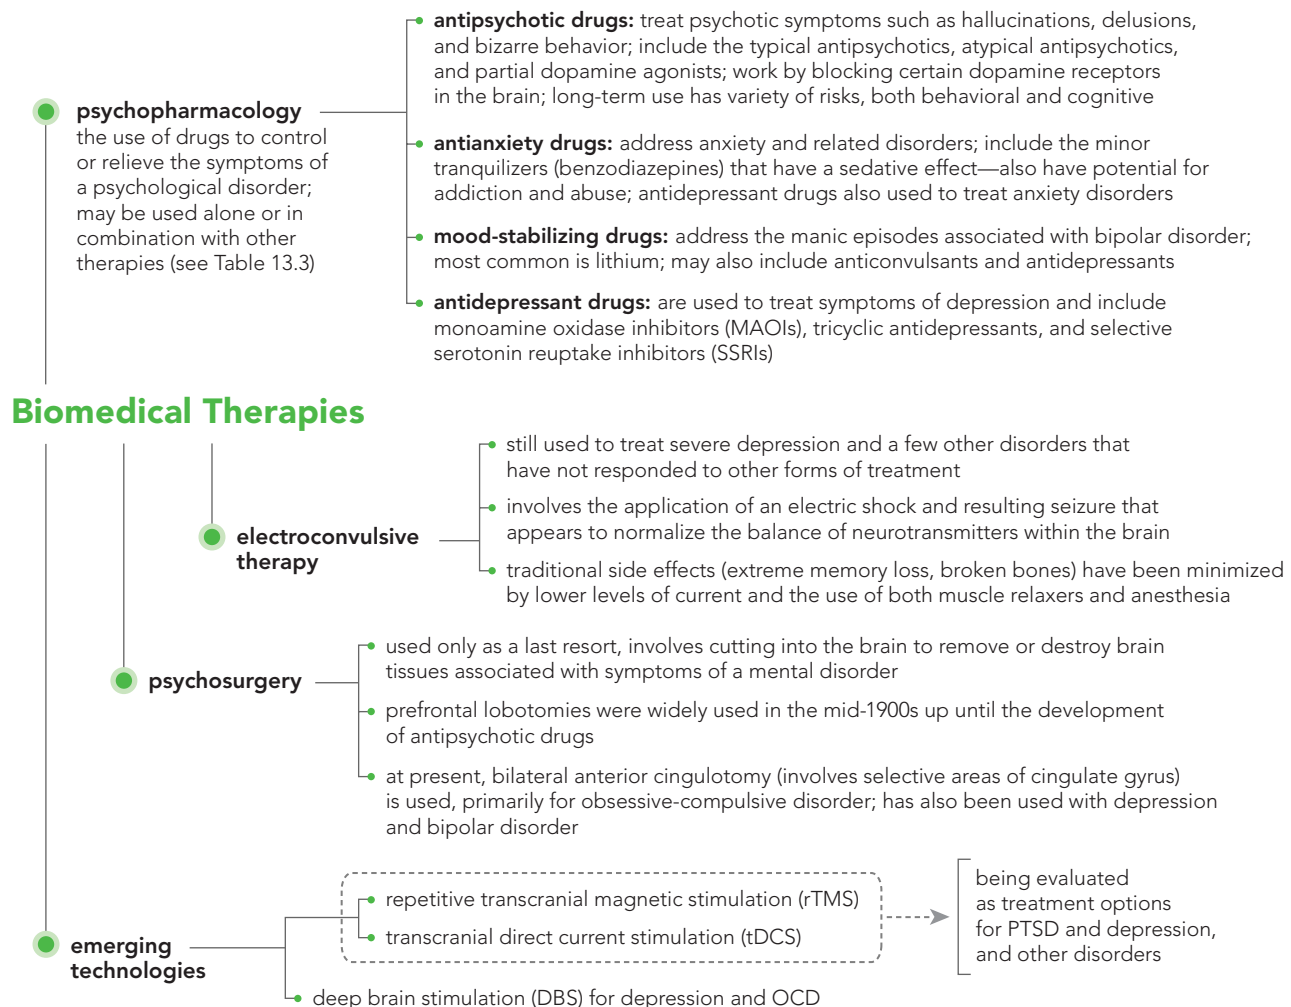 antipsychotic drugs: treat psychotic symptoms such as hallucinations, delusions,
and bizarre behavior; include the typical antipsychotics, atypical antipsychotics,
and partial dopamine agonists; work by blocking certain dopamine receptors
in the brain; long-term use has variety of risks, both behavioral and cognitive
psychopharmacology
the use of drugs to control
or relieve the symptoms of
a psychological disorder;
may be used alone or in
combination with other
therapies (see Table 13.3)
antianxiety drugs: address anxiety and related disorders; include the minor
tranquilizers (benzodiazepines) that have a sedative effect—also have potential for
addiction and abuse; antidepressant drugs also used to treat anxiety disorders
mood-stabilizing drugs: address the manic episodes associated with bipolar disorder;
most common is lithium; may also include anticonvulsants and antidepressants
antidepressant drugs: are used to treat symptoms of depression and include
monoamine oxidase inhibitors (MAOIs), tricyclic antidepressants, and selective
serotonin reuptake inhibitors (SSRIs)
Biomedical Therapies
still used to treat severe depression and a few other disorders that
have not responded to other forms of treatment
involves the application of an electric shock and resulting seizure that
appears to normalize the balance of neurotransmitters within the brain
electroconvulsive
therapy
traditional side effects (extreme memory loss, broken bones) have been minimized
by lower levels of current and the use of both muscle relaxers and anesthesia
used only as a last resort, involves cutting into the brain to remove or destroy brain
tissues associated with symptoms of a mental disorder
psychosurgery
prefrontal lobotomies were widely used in the mid-1900s up until the development
of antipsychotic drugs
at present, bilateral anterior cingulotomy (involves selective areas of cingulate gyrus)
is used, primarily for obsessive-compulsive disorder; has also been used with depression
and bipolar disorder
repetitive transcranial magnetic stimulation (rTMS)
transcranial direct current stimulation (tDCS)
being evaluated
as treatment options
for PTSD and depression,
and other disorders
emerging
technologies
deep brain stimulation (DBS) for depression and OCD